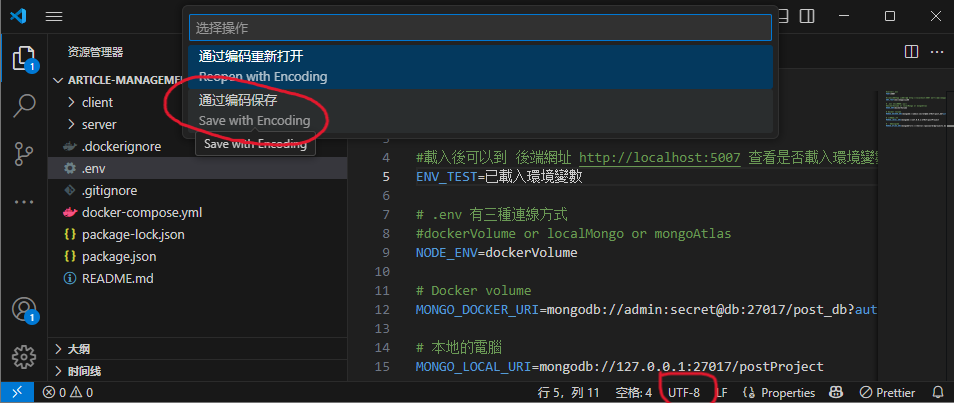 选择操作
通过编码重新打开
Reopen with Encoding
通过编码保存
Save with Encoding
Save with Encoding
资源管理器
ARTICLE-MANAGEME
client
server
.dockerignore
.env
.gitignore
docker-compose.yml
package-lock.json
package.json
README.md
大纲
时间线
1
1
4 #載入後可以到 後端網址 http://localhost:5007 查看是否載入環境變數
5 ENV_TEST=已載入環境變數
6
7 # .env 有三種連線方式
8 #dockerVolume or localMongo or mongoAtlas
9 NODE_ENV=dockerVolume
10
11 # Docker volume
12 MONGO_DOCKER_URI=mongodb://admin:secret@db:27017/post_db?aut
13
14 # 本地的電腦
15 MONGO_LOCAL_URI=mongodb://127.0.0.1:27017/postProject
0 0 行 5，列 11 空格: 4 UTF-8 LF {} Properties Prettier